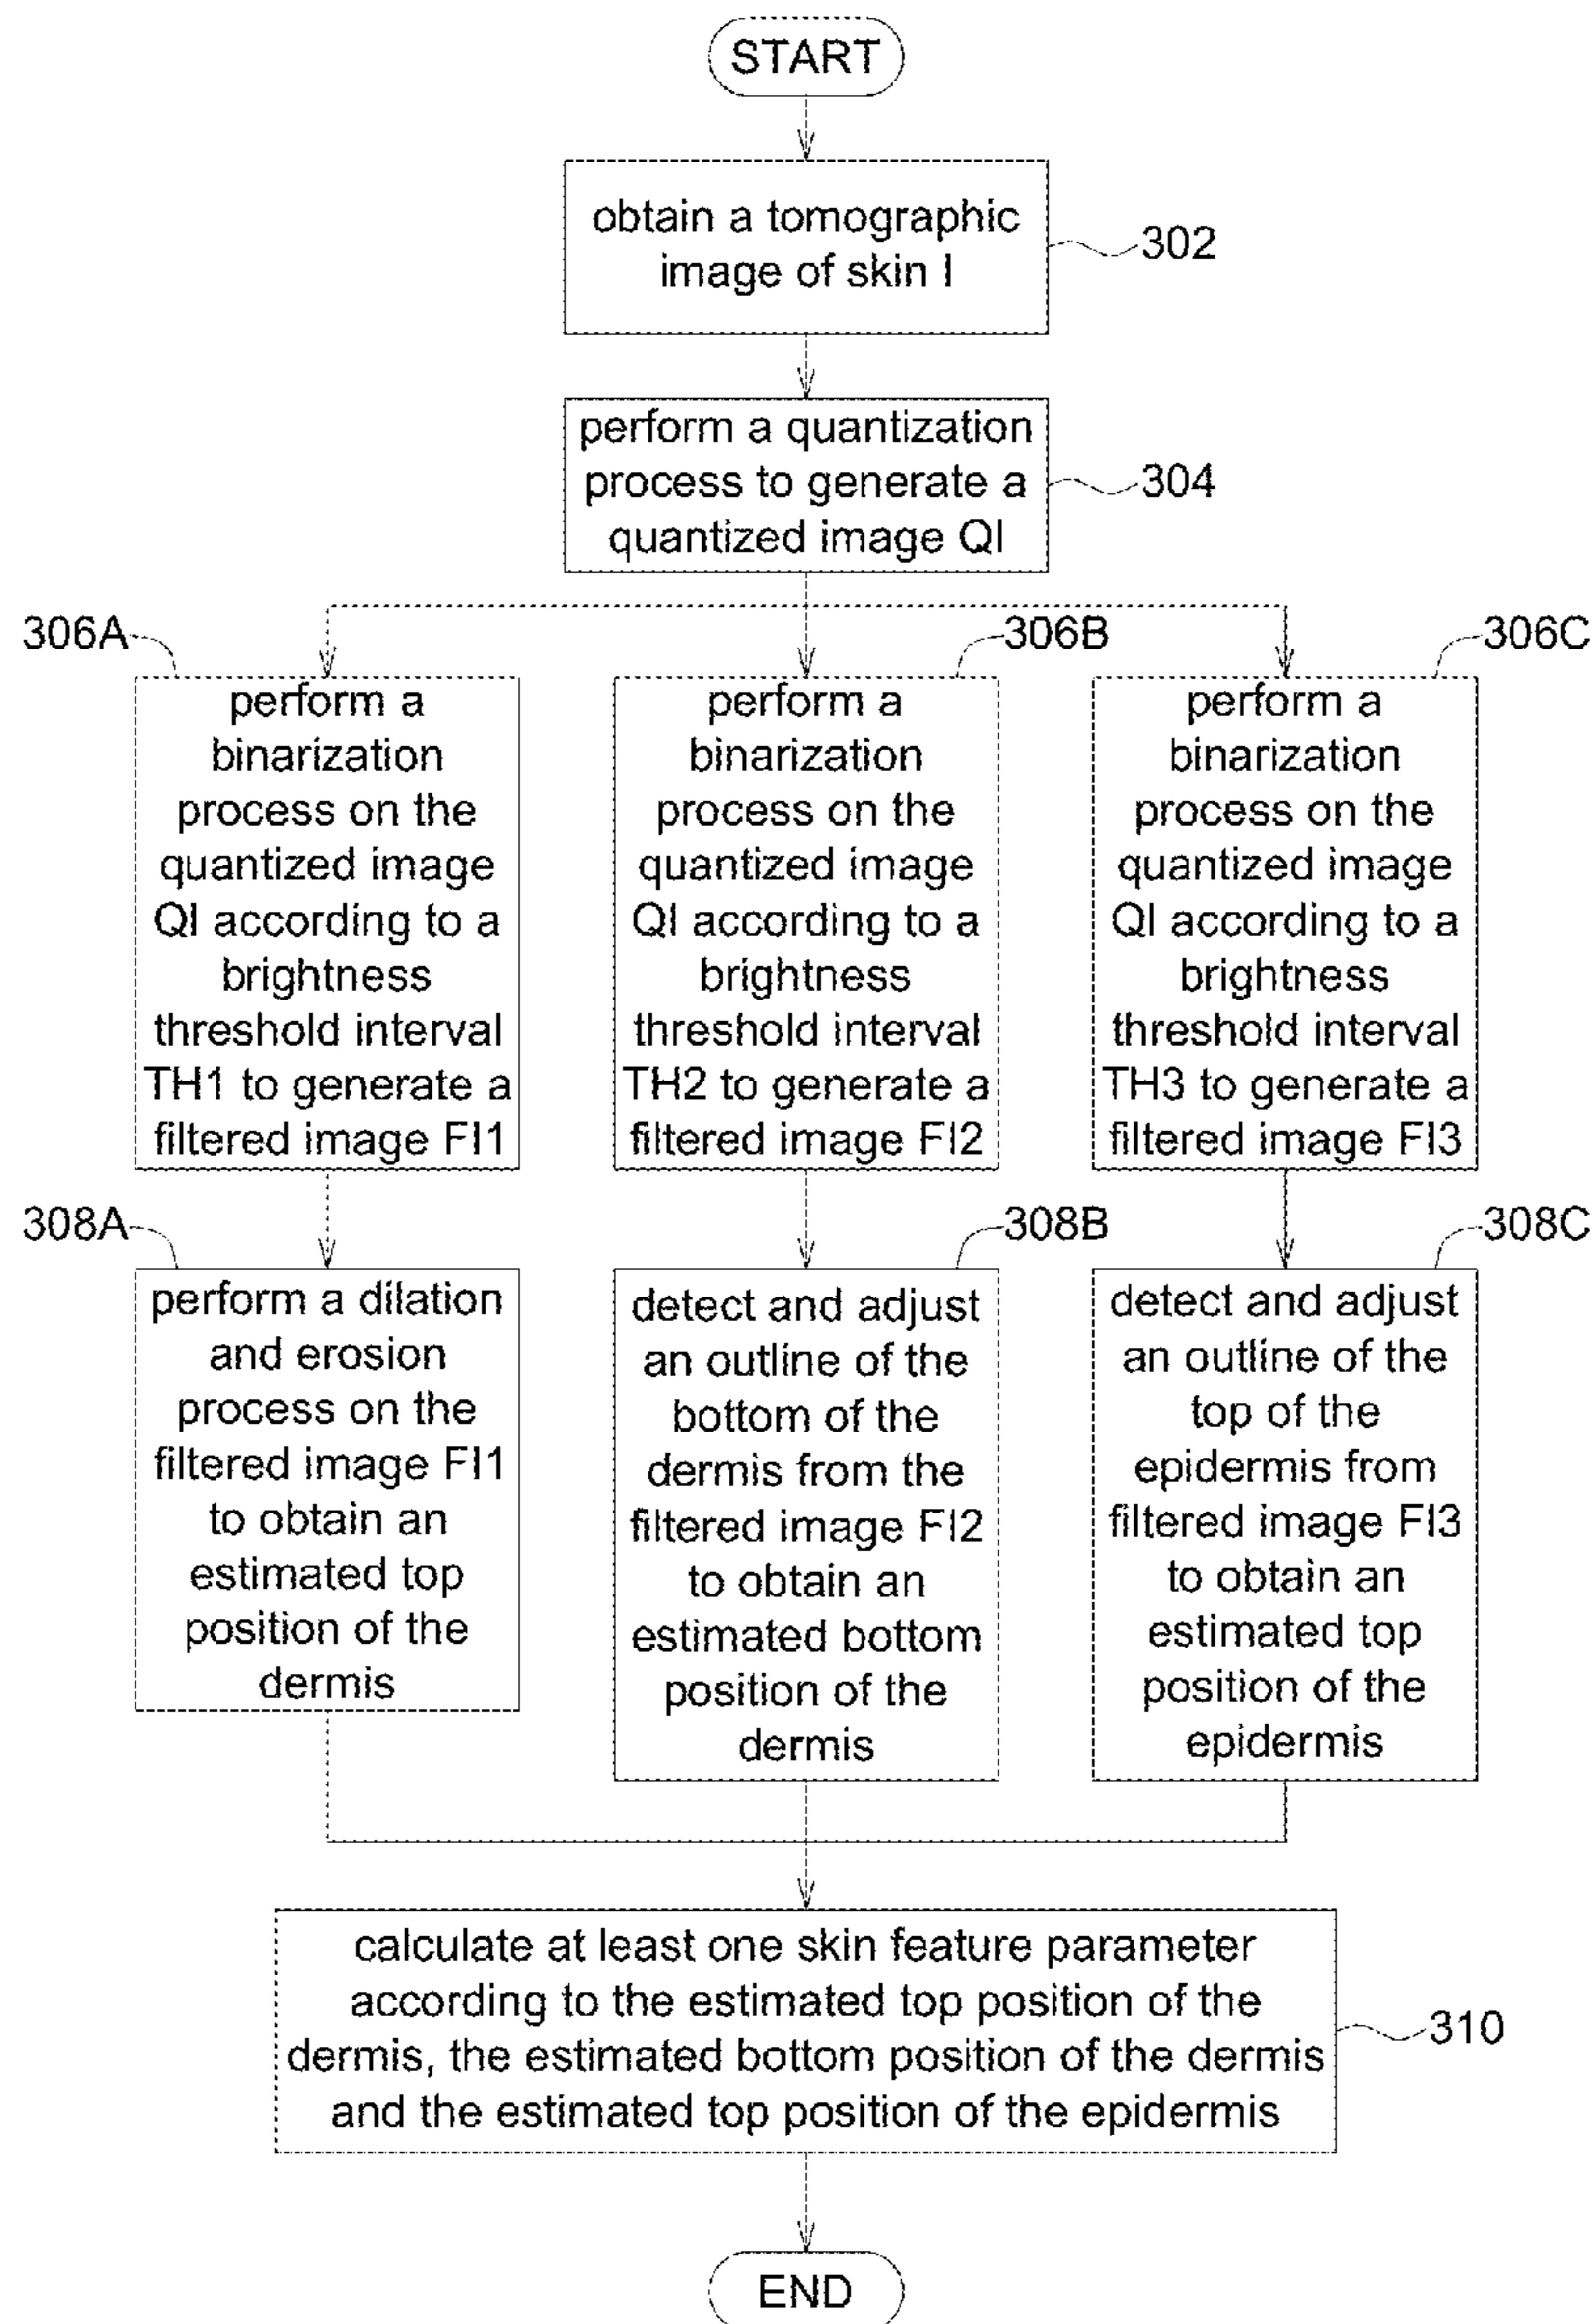 START
obtain a tomographic
image of skin I
302
perform a quantization
process to generate a
quantized image QI
304
306A
perform a
binarization
process on the
quantized image
QI according to a
brightness
threshold interval
TH1 to generate a
filtered image FI1
306B
perform a
binarization
process on the
quantized image
QI according to a
brightness
threshold interval
TH2 to generate a
filtered image FI2
306C
perform a
binarization
process on the
quantized image
QI according to a
brightness
threshold interval
TH3 to generate a
filtered image FI3
308A
perform a dilation
and erosion
process on the
filtered image FI1
to obtain an
estimated top
position of the
dermis
308B
detect and adjust
an outline of the
bottom of the
dermis from the
filtered image FI2
to obtain an
estimated bottom
position of the
dermis
308C
detect and adjust
an outline of the
top of the
epidermis from
filtered image FI3
to obtain an
estimated top
position of the
epidermis
calculate at least one skin feature parameter
according to the estimated top position of the
dermis, the estimated bottom position of the dermis
and the estimated top position of the epidermis
310
END